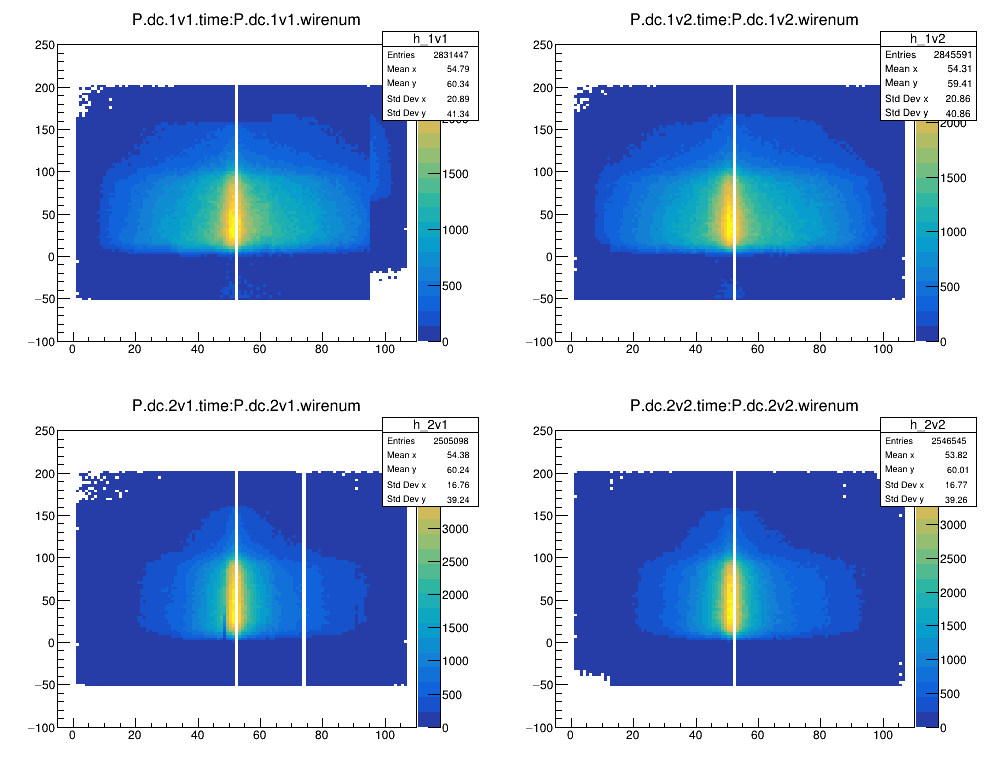 P.dc.1v1.time:P.dc.1v1.wirenum
h_1v1
Entries 2831447
Mean x 54.79
Mean y 60.34
Std Dev x 20.89
Std Dev y 41.34
250
200
150
100
50
0
−50
−100
0 20 40 60 80 100
2000
1500
1000
500
0
P.dc.1v2.time:P.dc.1v2.wirenum
h_1v2
Entries 2845591
Mean x 54.31
Mean y 59.41
Std Dev x 20.86
Std Dev y 40.86
250
200
150
100
50
0
−50
−100
0 20 40 60 80 100
2000
1500
1000
500
0
P.dc.2v1.time:P.dc.2v1.wirenum
h_2v1
Entries 2505098
Mean x 54.38
Mean y 60.24
Std Dev x 16.76
Std Dev y 39.24
250
200
150
100
50
0
−50
−100
0 20 40 60 80 100
3000
2500
2000
1500
1000
500
0
P.dc.2v2.time:P.dc.2v2.wirenum
h_2v2
Entries 2546545
Mean x 53.82
Mean y 60.01
Std Dev x 16.77
Std Dev y 39.26
250
200
150
100
50
0
−50
−100
0 20 40 60 80 100
3000
2500
2000
1500
1000
500
0